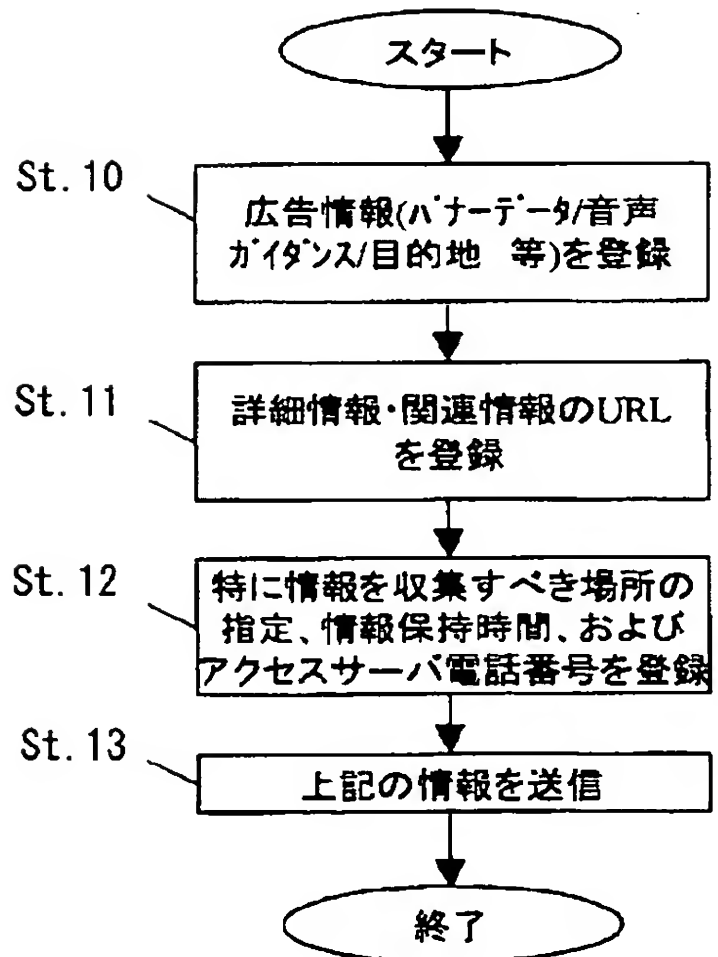 スタート
St.10
広告情報(ﾊﾞﾅｰﾃﾞｰﾀ/音声
ｶﾞｲﾀﾞﾝｽ/目的地 等)を登録
St.11
詳細情報・関連情報のURL
を登録
St.12
特に情報を収集すべき場所の
指定、情報保持時間、および
アクセスサーバ電話番号を登録
St.13
上記の情報を送信
終了